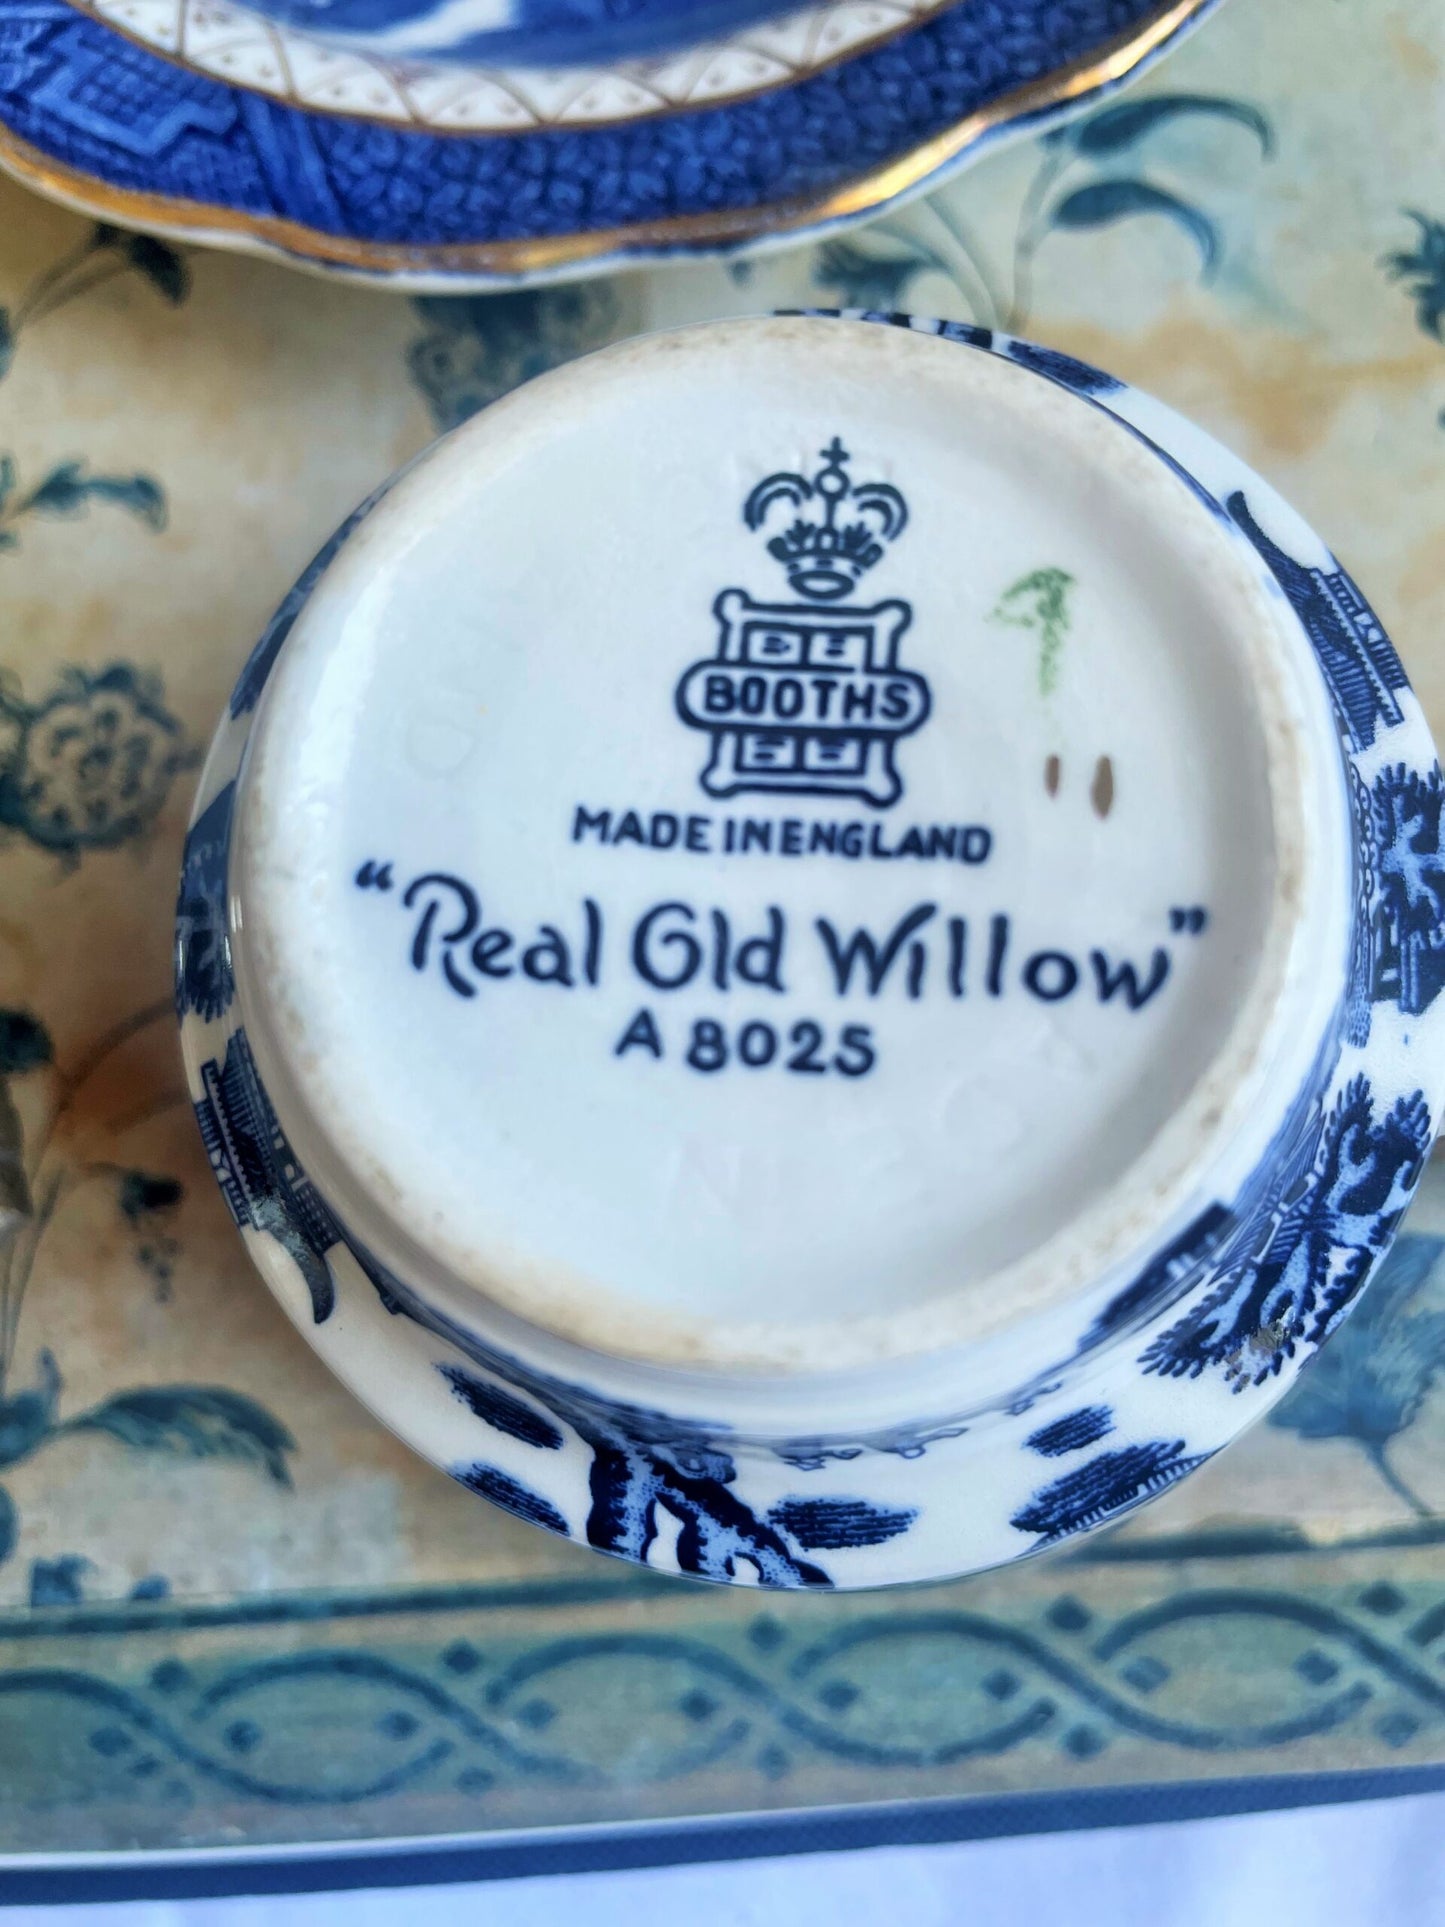 BOOTHS
MADE IN ENGLAND
"Real Old Willow"
A 8025